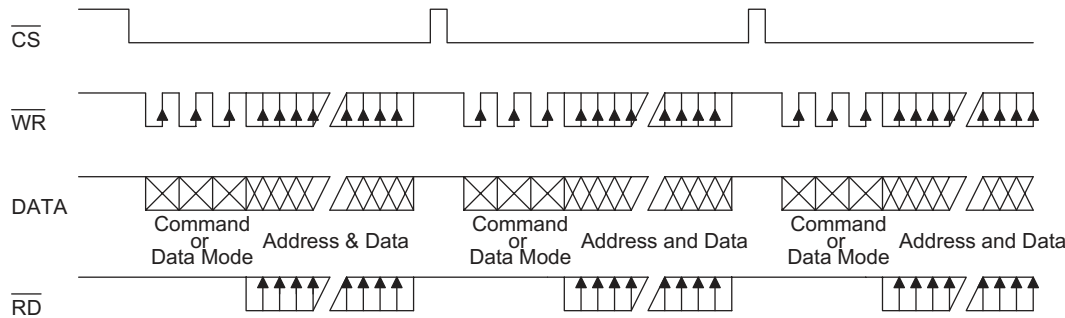 CS
WR
DATA
Command
or
Data Mode
Address & Data
Command
or
Data Mode
Address and Data
Command
or
Data Mode
Address and Data
RD